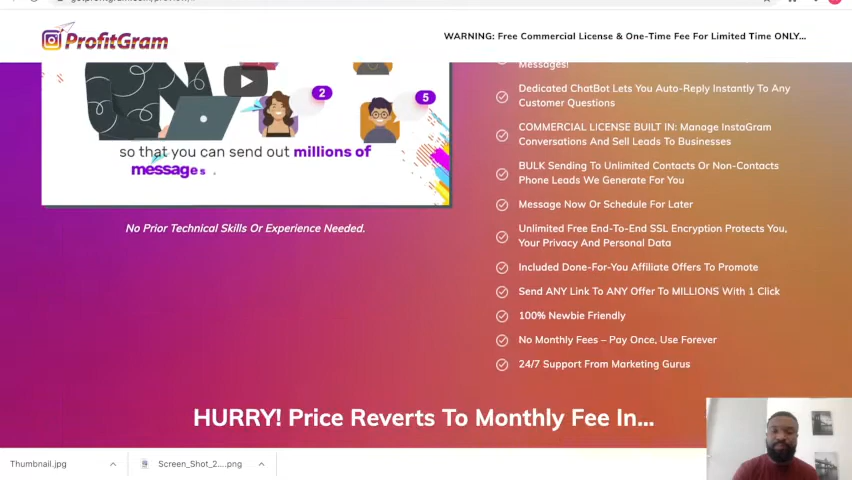 ProfitGram
WARNING: Free Commercial License & One-Time Fee For Limited Time ONLY...
Messages!
2
5
so that you can send out millions of
messages.
No Prior Technical Skills Or Experience Needed.
Dedicated ChatBot Lets You Auto-Reply Instantly To Any
Customer Questions
COMMERCIAL LICENSE BUILT IN: Manage InstaGram
Conversations And Sell Leads To Businesses
BULK Sending To Unlimited Contacts Or Non-Contacts
Phone Leads We Generate For You
Message Now Or Schedule For Later
Unlimited Free End-To-End SSL Encryption Protects You,
Your Privacy And Personal Data
Included Done-For-You Affiliate Offers To Promote
Send ANY Link To ANY Offer To MILLIONS With 1 Click
100% Newbie Friendly
No Monthly Fees – Pay Once, Use Forever
24/7 Support From Marketing Gurus
HURRY! Price Reverts To Monthly Fee In...
Thumbnail.jpg
Screen_Shot_2....png